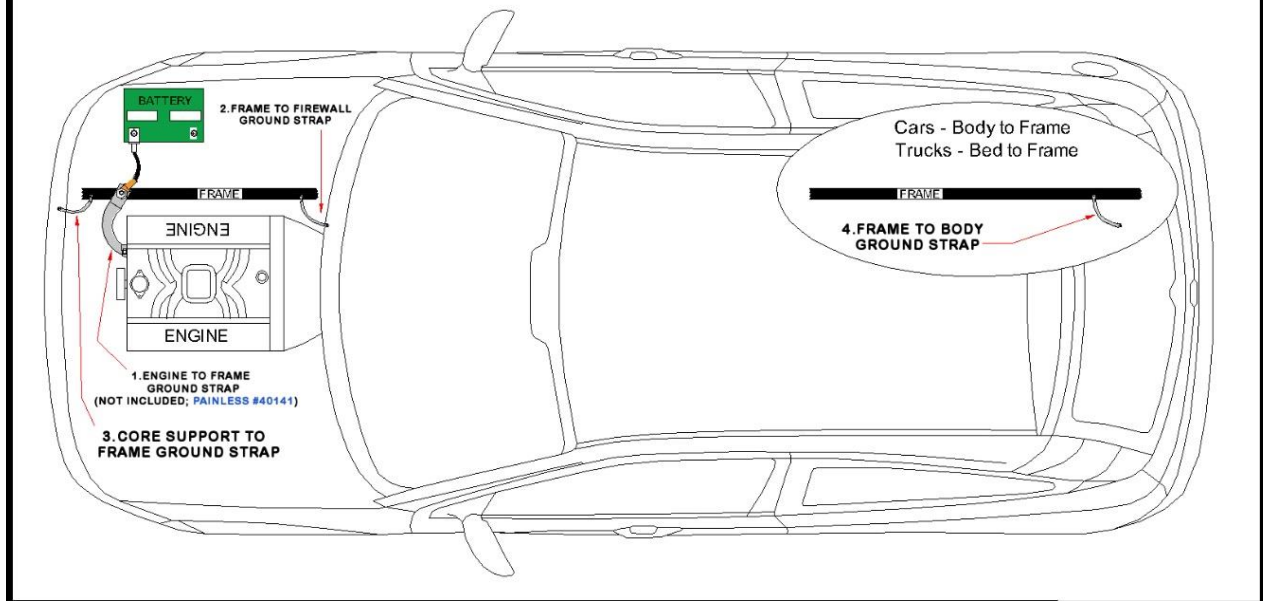 BATTERY
2.FRAME TO FIREWALL
GROUND STRAP
FRAME
ENGINE
ENGINE
1.ENGINE TO FRAME
GROUND STRAP
(NOT INCLUDED; PAINLESS #40141)
3.CORE SUPPORT TO
FRAME GROUND STRAP
Cars - Body to Frame
Trucks - Bed to Frame
FRAME
4.FRAME TO BODY
GROUND STRAP